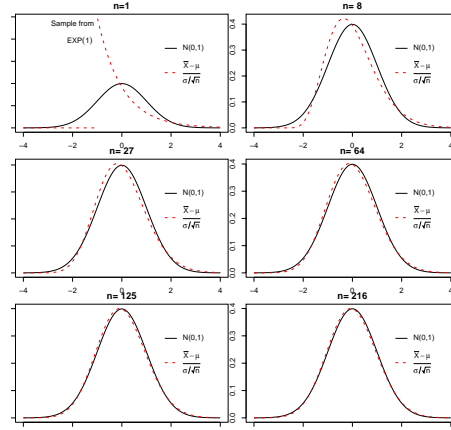 n=1
Sample from
EXP(1)
N(0,1)
X̅−μ
σ/√n
−4 −2 0 2 4
n= 8
0.0 0.1 0.2 0.3 0.4
N(0,1)
X̅−μ
σ/√n
−4 −2 0 2 4
n= 27
N(0,1)
X̅−μ
σ/√n
−4 −2 0 2 4
n= 64
0.0 0.1 0.2 0.3 0.4
N(0,1)
X̅−μ
σ/√n
−4 −2 0 2 4
n= 125
N(0,1)
X̅−μ
σ/√n
n= 216
0.0 0.1 0.2 0.3 0.4
N(0,1)
X̅−μ
σ/√n